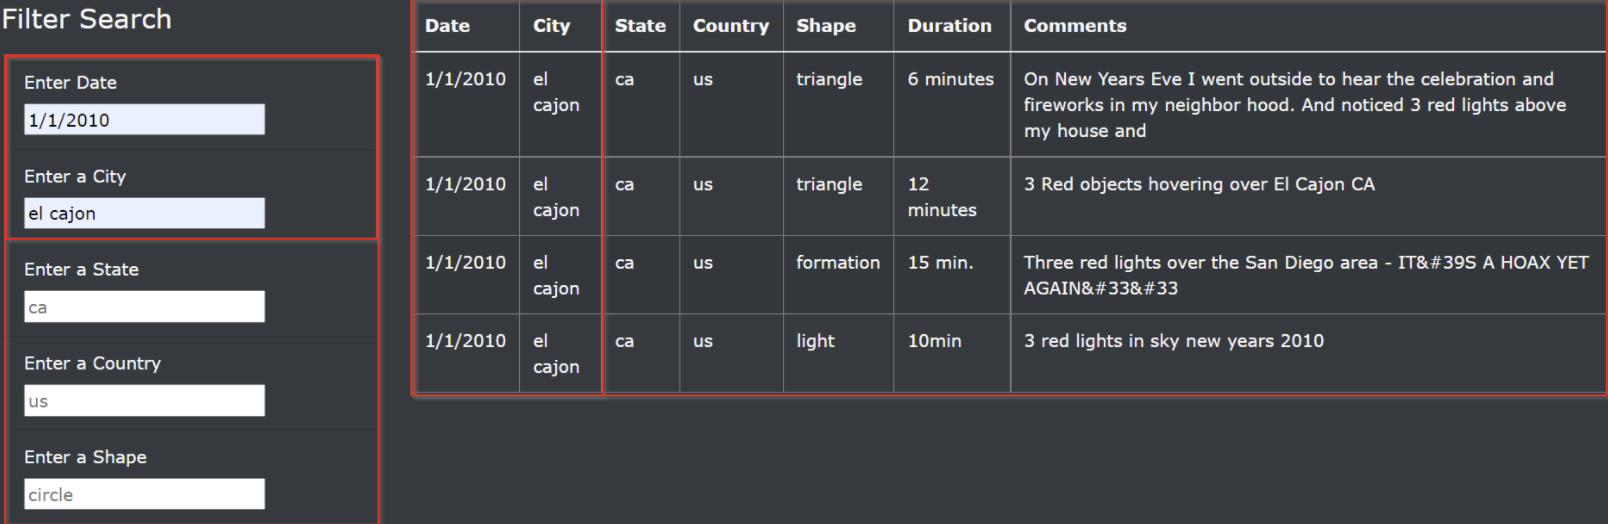 Filter Search
Enter Date
1/1/2010
Enter a City
el cajon
Enter a State
ca
Enter a Country
us
Enter a Shape
circle
Date City State Country Shape Duration Comments
1/1/2010 el cajon ca us triangle 6 minutes On New Years Eve I went outside to hear the celebration and
fireworks in my neighbor hood. And noticed 3 red lights above
my house and
1/1/2010 el cajon ca us triangle 12 minutes 3 Red objects hovering over El Cajon CA
1/1/2010 el cajon ca us formation 15 min. Three red lights over the San Diego area - IT&#39S A HOAX YET
AGAIN&#33&#33
1/1/2010 el cajon ca us light 10min 3 red lights in sky new years 2010